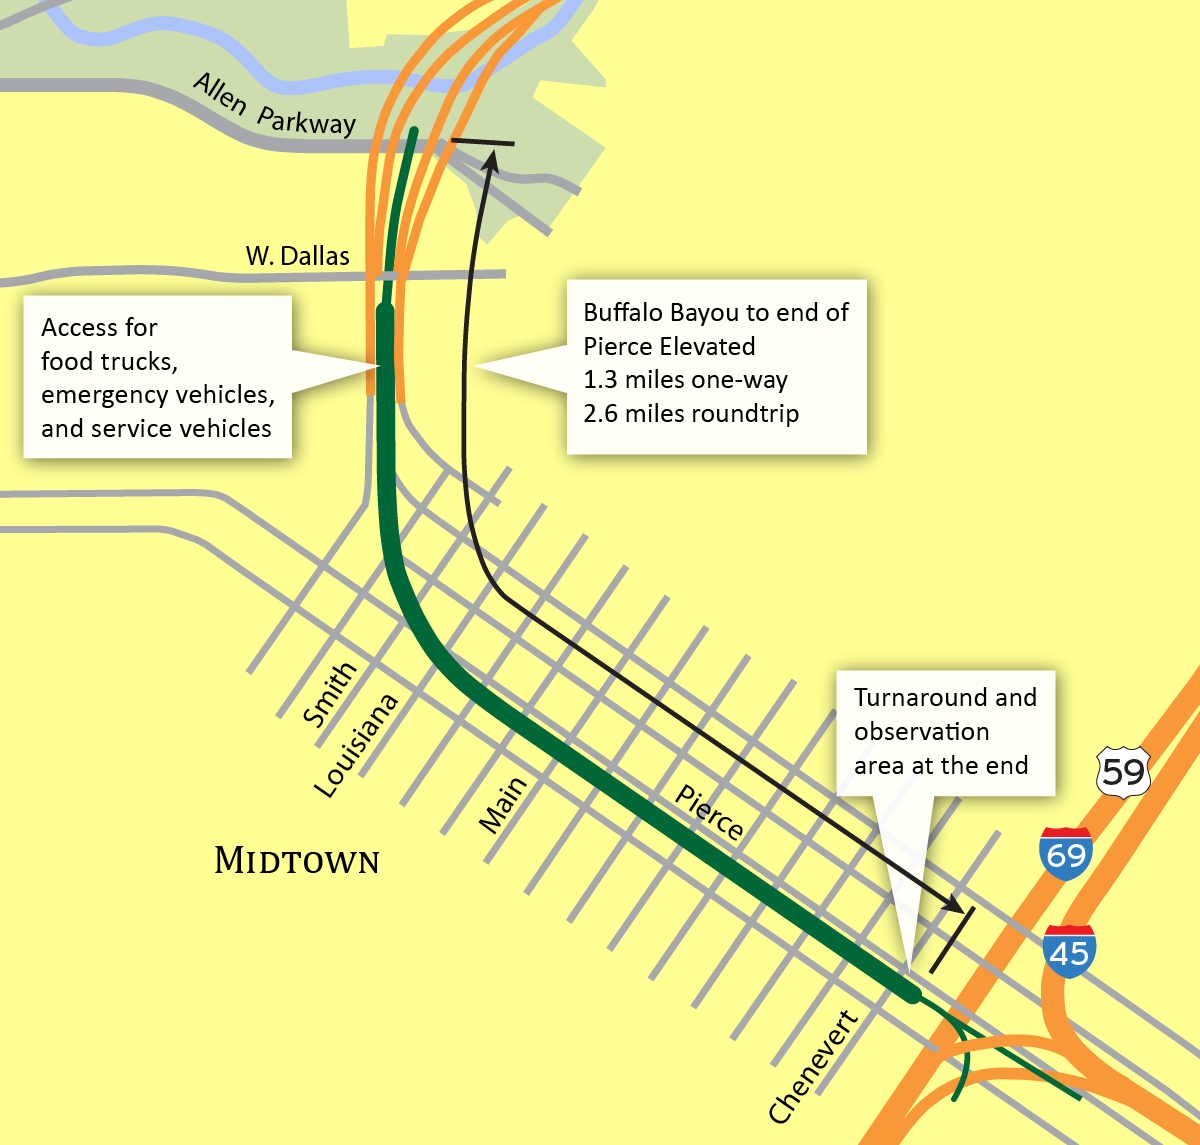 Allen Parkway
W. Dallas
Access for
food trucks,
emergency vehicles,
and service vehicles
Buffalo Bayou to end of
Pierce Elevated
1.3 miles one-way
2.6 miles roundtrip
Smith
Louisiana
Main
Pierce
Turnaround and
observation
area at the end
59
69
45
Midtown
Chenevert